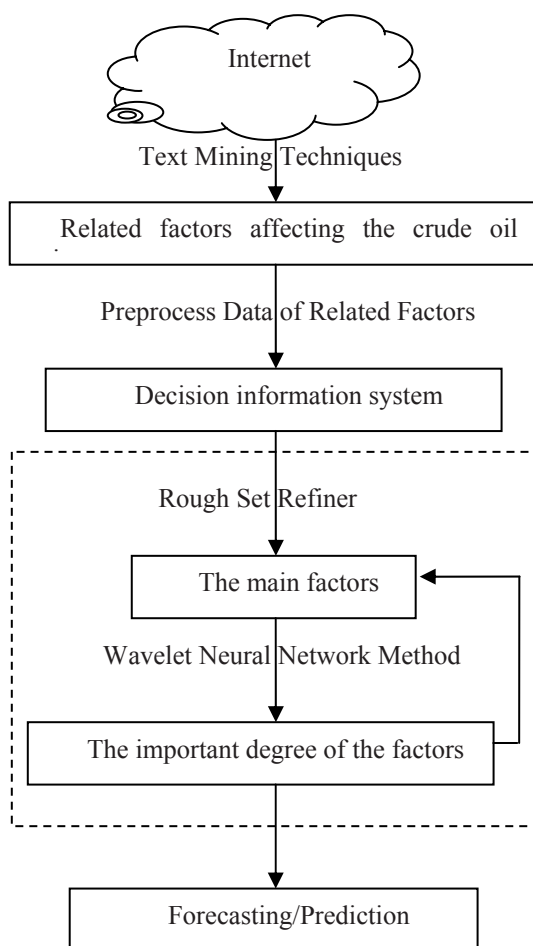 Internet
Text Mining Techniques
Related factors affecting the crude oil
Preprocess Data of Related Factors
Decision information system
Rough Set Refiner
The main factors
Wavelet Neural Network Method
The important degree of the factors
Forecasting/Prediction